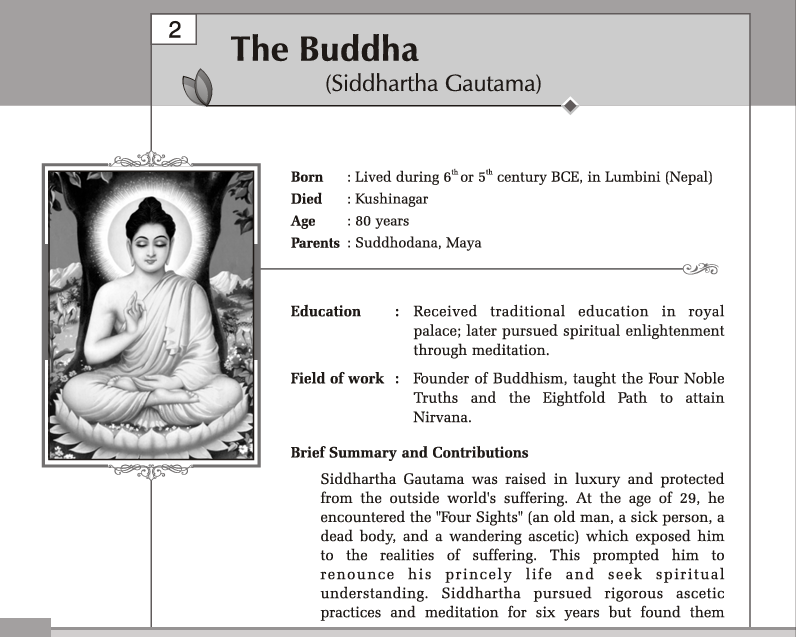 2
The Buddha
(Siddhartha Gautama)
Born : Lived during 6th or 5th century BCE, in Lumbini (Nepal)
Died : Kushinagar
Age : 80 years
Parents : Suddhodana, Maya
Education : Received traditional education in royal
palace; later pursued spiritual enlightenment
through meditation.
Field of work : Founder of Buddhism, taught the Four Noble
Truths and the Eightfold Path to attain
Nirvana.
Brief Summary and Contributions
Siddhartha Gautama was raised in luxury and protected
from the outside world's suffering. At the age of 29, he
encountered the "Four Sights" (an old man, a sick person, a
dead body, and a wandering ascetic) which exposed him
to the realities of suffering. This prompted him to
renounce his princely life and seek spiritual
understanding. Siddhartha pursued rigorous ascetic
practices and meditation for six years but found them